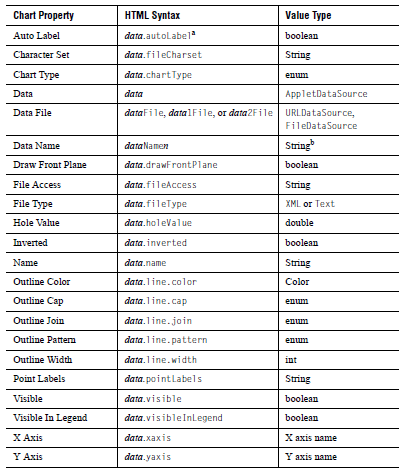 Chart Property HTML Syntax Value Type
Auto Label data.autoLabelª boolean
Character Set data.fileCharset String
Chart Type data.chartType enum
Data data AppletDataSource
Data File dataFile, data1File, or data2File URLDataSource,
FileDataSource
Data Name dataNamen Stringᵇ
Draw Front Plane data.drawFrontPlane boolean
File Access data.fileAccess String
File Type data.fileType XML or Text
Hole Value data.holeValue double
Inverted data.inverted boolean
Name data.name String
Outline Color data.line.color Color
Outline Cap data.line.cap enum
Outline Join data.line.join enum
Outline Pattern data.line.pattern enum
Outline Width data.line.width int
Point Labels data.pointLabels String
Visible data.visible boolean
Visible In Legend data.visibleInLegend boolean
X Axis data.xaxis X axis name
Y Axis data.yaxis Y axis name